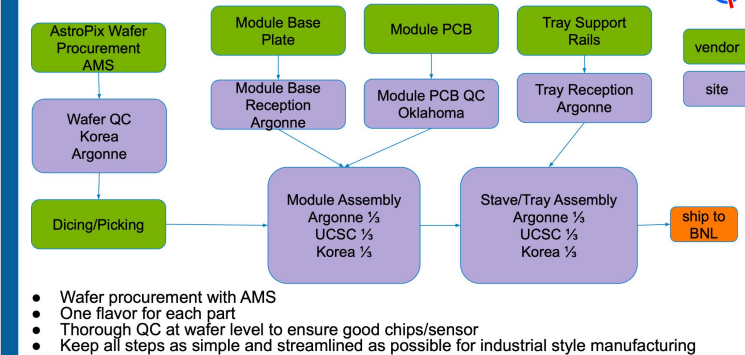 AstroPix Wafer
Procurement
AMS
Module Base
Plate
Module PCB
Tray Support
Rails
vendor
Wafer QC
Korea
Argonne
Module Base
Reception
Argonne
Module PCB QC
Oklahoma
Tray Reception
Argonne
site
Dicing/Picking
Module Assembly
Argonne ⅓
UCSC ⅓
Korea ⅓
Stave/Tray Assembly
Argonne ⅓
UCSC ⅓
Korea ⅓
ship to
BNL
● Wafer procurement with AMS
● One flavor for each part
● Thorough QC at wafer level to ensure good chips/sensor
● Keep all steps as simple and streamlined as possible for industrial style manufacturing